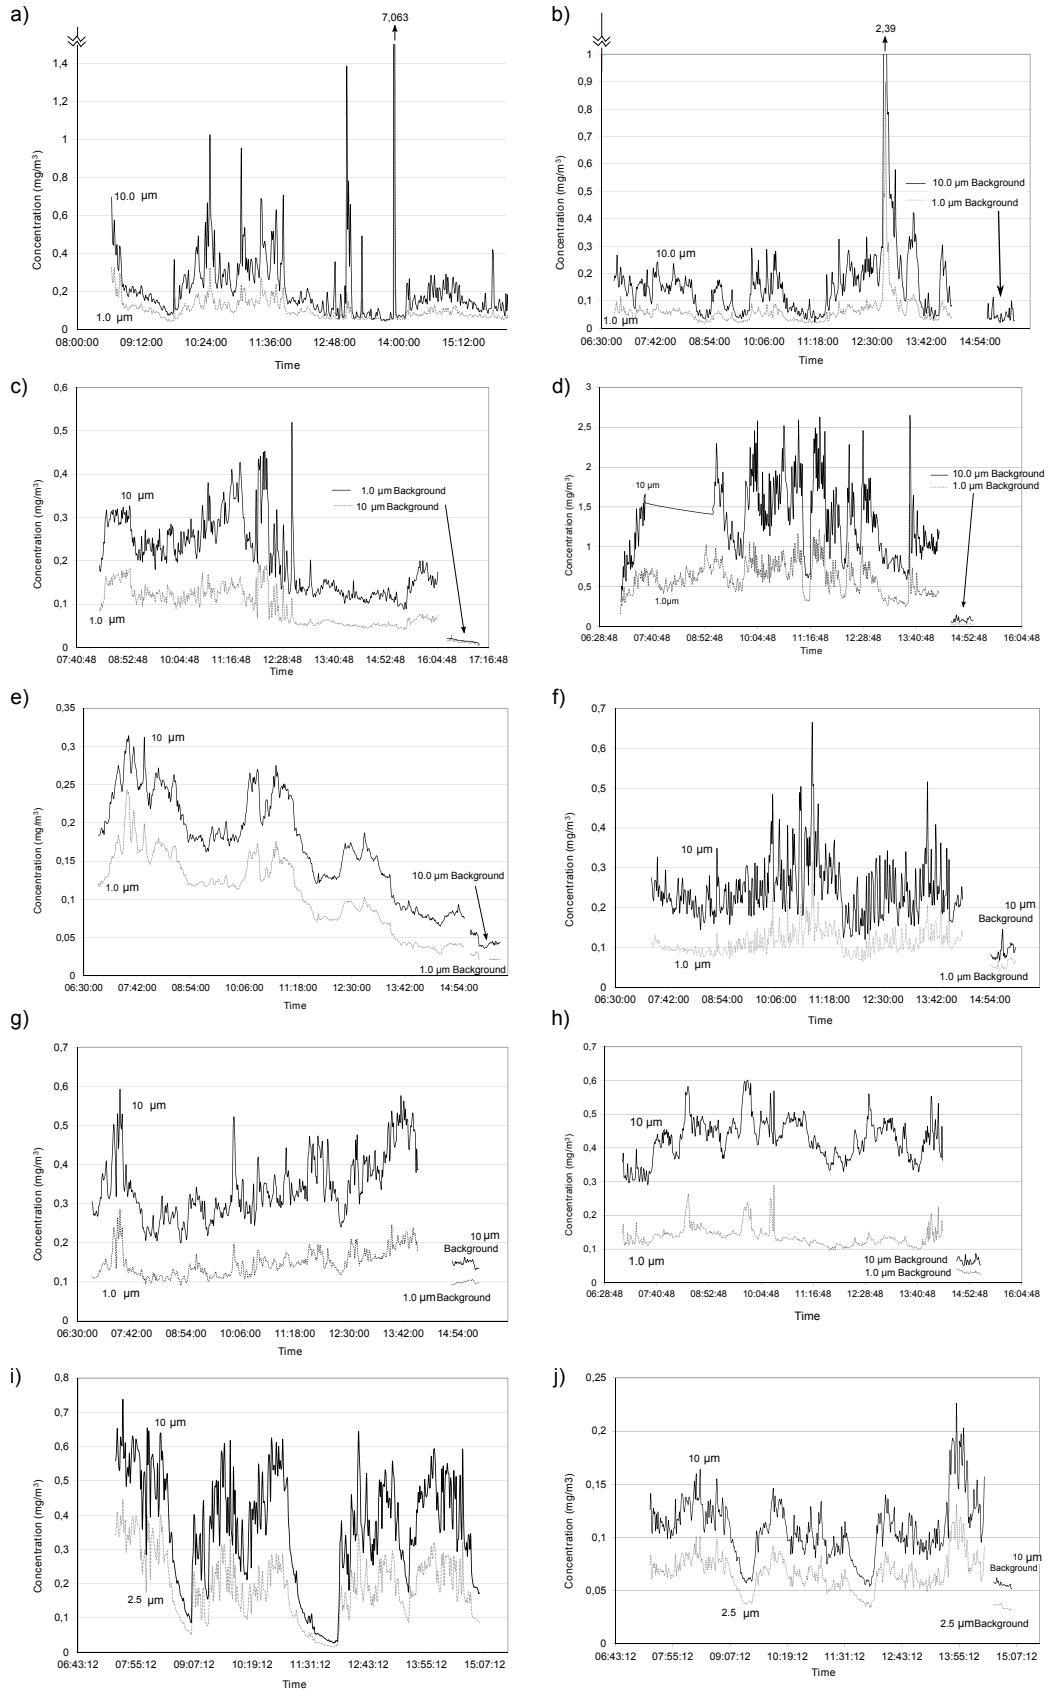 a)
7,063
1,4
1,2
1
0,8
0,6
0,4
0,2
0
Concentration (mg/m³)
10.0 µm
1.0 µm
08:00:00 09:12:00 10:24:00 11:36:00 12:48:00 14:00:00 15:12:00
Time
b)
2,39
1
0,9
0,8
0,7
0,6
0,5
0,4
0,3
0,2
0,1
0
Concentration (mg/m³)
10.0 µm Background
1.0 µm Background
10.0 µm
1.0 µm
06:30:00 07:42:00 08:54:00 10:06:00 11:18:00 12:30:00 13:42:00 14:54:00
Time
c)
0,6
0,5
0,4
0,3
0,2
0,1
0
Concentration (mg/m³)
10 µm
1.0 µm Background
10 µm Background
1.0 µm
07:40:48 08:52:48 10:04:48 11:16:48 12:28:48 13:40:48 14:52:48 16:04:48 17:16:48
Time
d)
3
2,5
2
1,5
1
0,5
0
Concentration (mg/m³)
10.0 µm Background
1.0 µm Background
10 µm
1.0µm
06:28:48 07:40:48 08:52:48 10:04:48 11:16:48 12:28:48 13:40:48 14:52:48 16:04:48
Time
e)
0,35
0,3
0,25
0,2
0,15
0,1
0,05
0
Concentration (mg/m³)
10 µm
1.0 µm
10.0 µm Background
1.0 µm Background
06:30:00 07:42:00 08:54:00 10:06:00 11:18:00 12:30:00 13:42:00 14:54:00
Time
f)
0,7
0,6
0,5
0,4
0,3
0,2
0,1
0
Concentration (mg/m³)
10 µm
10 µm
Background
1.0 µm
1.0 µm Background
06:30:00 07:42:00 08:54:00 10:06:00 11:18:00 12:30:00 13:42:00 14:54:00
Time
g)
0,7
0,6
0,5
0,4
0,3
0,2
0,1
0
Concentration (mg/m³)
10 µm
10 µm
Background
1.0 µm
1.0 µm Background
06:30:00 07:42:00 08:54:00 10:06:00 11:18:00 12:30:00 13:42:00 14:54:00
Time
h)
0,7
0,6
0,5
0,4
0,3
0,2
0,1
0
Concentration (mg/m³)
10 µm
1.0 µm
10 µm Background
1.0 µm Background
06:28:48 07:40:48 08:52:48 10:04:48 11:16:48 12:28:48 13:40:48 14:52:48 16:04:48
Time
i)
0,8
0,7
0,6
0,5
0,4
0,3
0,2
0,1
0
Concentration (mg/m³)
10 µm
2.5 µm
06:43:12 07:55:12 09:07:12 10:19:12 11:31:12 12:43:12 13:55:12 15:07:12
Time
j)
0,25
0,2
0,15
0,1
0,05
0
Concentration (mg/m3)
10 µm
10 µm
Background
2.5 µm
2.5 µm Background
06:43:12 07:55:12 09:07:12 10:19:12 11:31:12 12:43:12 13:55:12 15:07:12
Time